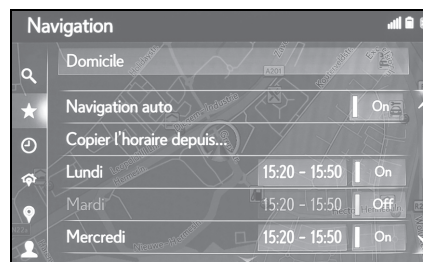 Navigation
Domicile
A201
Navigation auto On
Copier l'horaire depuis...
Lundi 15:20 - 15:50 On
Mardi 15:20 - 15:50 Off
Mercredi 15:20 - 15:50 On